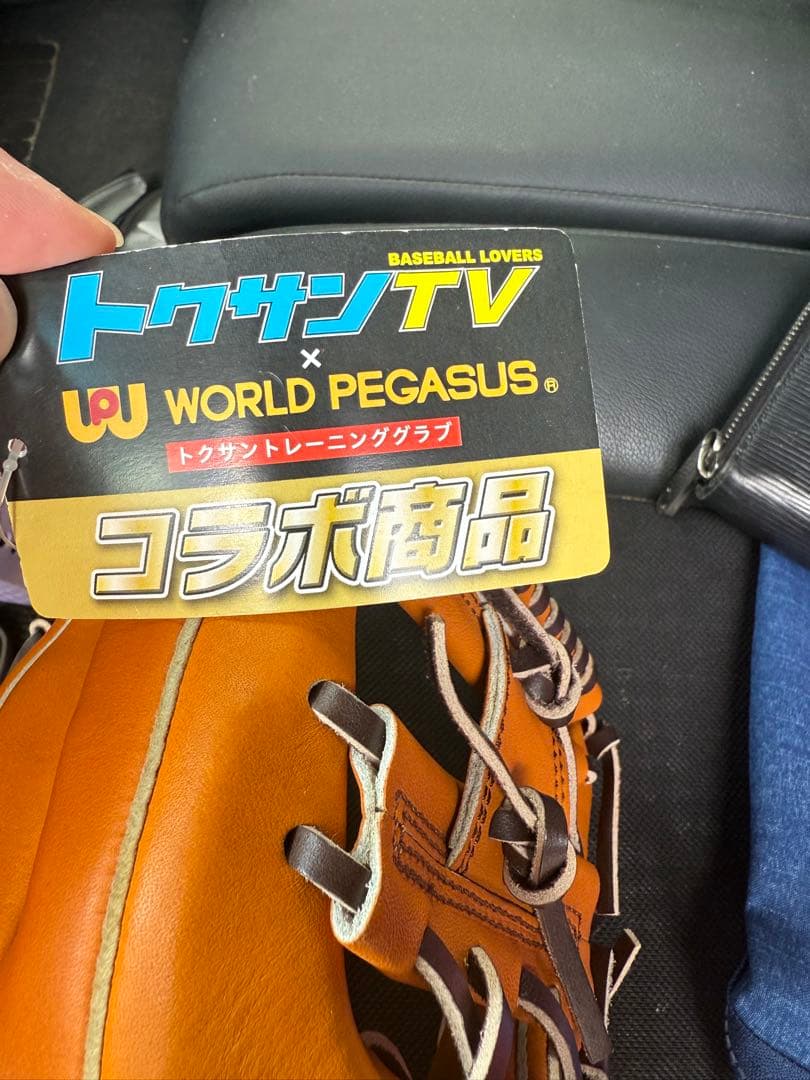 BASEBALL LOVERS
トクサンTV
×
WORLD PEGASUS®
トクサントレーニンググラブ
コラボ商品